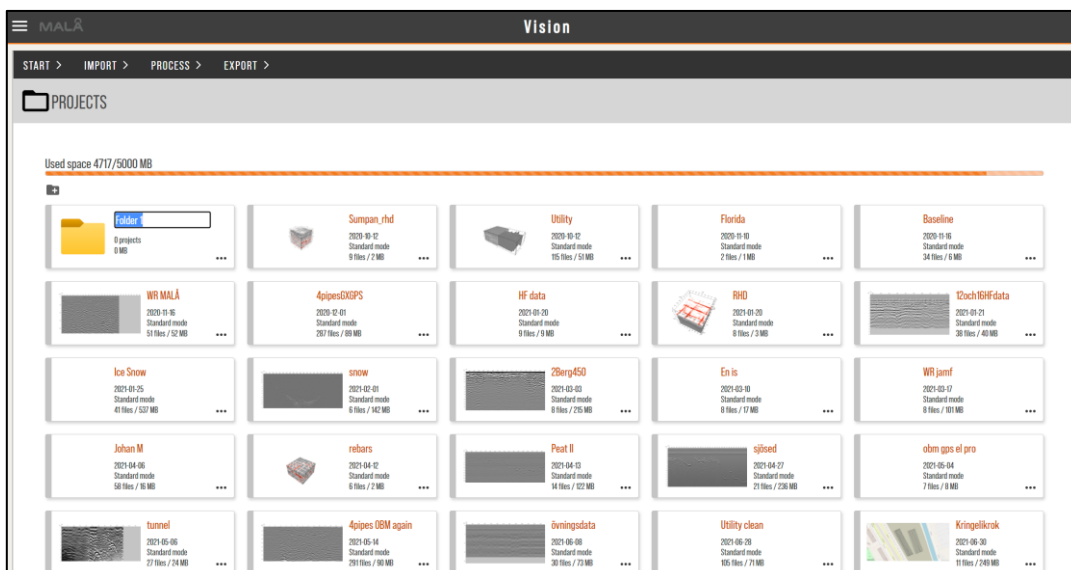 MALÅ
Vision
START > IMPORT > PROCESS > EXPORT >
PROJECTS
Used space 4717/5000 MB
Folder 1
0 projects
0 MB
Sumpan_rhd
2020-10-12
Standard mode
9 files / 2 MB
Utility
2020-10-12
Standard mode
115 files / 51 MB
Florida
2020-11-10
Standard mode
2 files / 1 MB
Baseline
2020-11-16
Standard mode
34 files / 6 MB
WR MALÅ
2020-11-16
Standard mode
51 files / 52 MB
4pipesGXGPS
2020-12-01
Standard mode
267 files / 89 MB
HF data
2021-01-20
Standard mode
9 files / 9 MB
RHD
2021-01-20
Standard mode
8 files / 3 MB
12och16HFdata
2021-01-21
Standard mode
38 files / 40 MB
Ice Snow
2021-01-25
Standard mode
41 files / 537 MB
snow
2021-02-01
Standard mode
6 files / 142 MB
2Berg450
2021-03-03
Standard mode
8 files / 215 MB
En is
2021-03-10
Standard mode
8 files / 17 MB
WR jamf
2021-03-17
Standard mode
8 files / 101 MB
Johan M
2021-04-06
Standard mode
58 files / 16 MB
rebars
2021-04-12
Standard mode
6 files / 2 MB
Peat II
2021-04-13
Standard mode
14 files / 122 MB
sjösed
2021-04-27
Standard mode
21 files / 236 MB
obm gps el pro
2021-05-04
Standard mode
7 files / 8 MB
tunnel
2021-05-06
Standard mode
27 files / 24 MB
4pipes OBM again
2021-05-14
Standard mode
291 files / 90 MB
övningsdata
2021-06-08
Standard mode
30 files / 73 MB
Utility clean
2021-06-28
Standard mode
105 files / 71 MB
Kringelikrok
2021-06-30
Standard mode
11 files / 249 MB